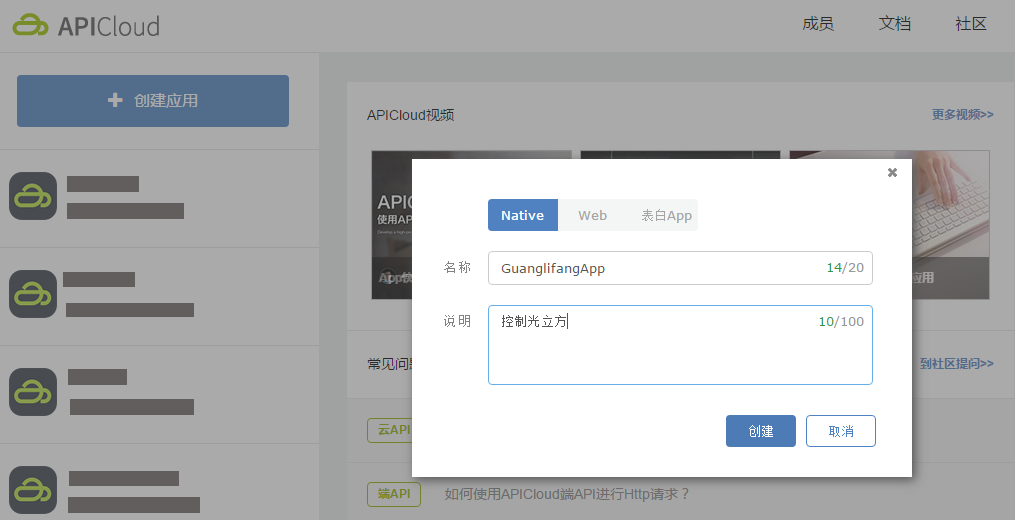 APICloud
成员 文档 社区
创建应用
APICloud视频
更多视频>>
Native Web 表白App
名称 GuanglifangApp 14/20
说明 控制光立方 10/100
应用
常见问
到社区提问>>
创建 取消
云API
端API 如何使用APICloud端API进行Http请求？